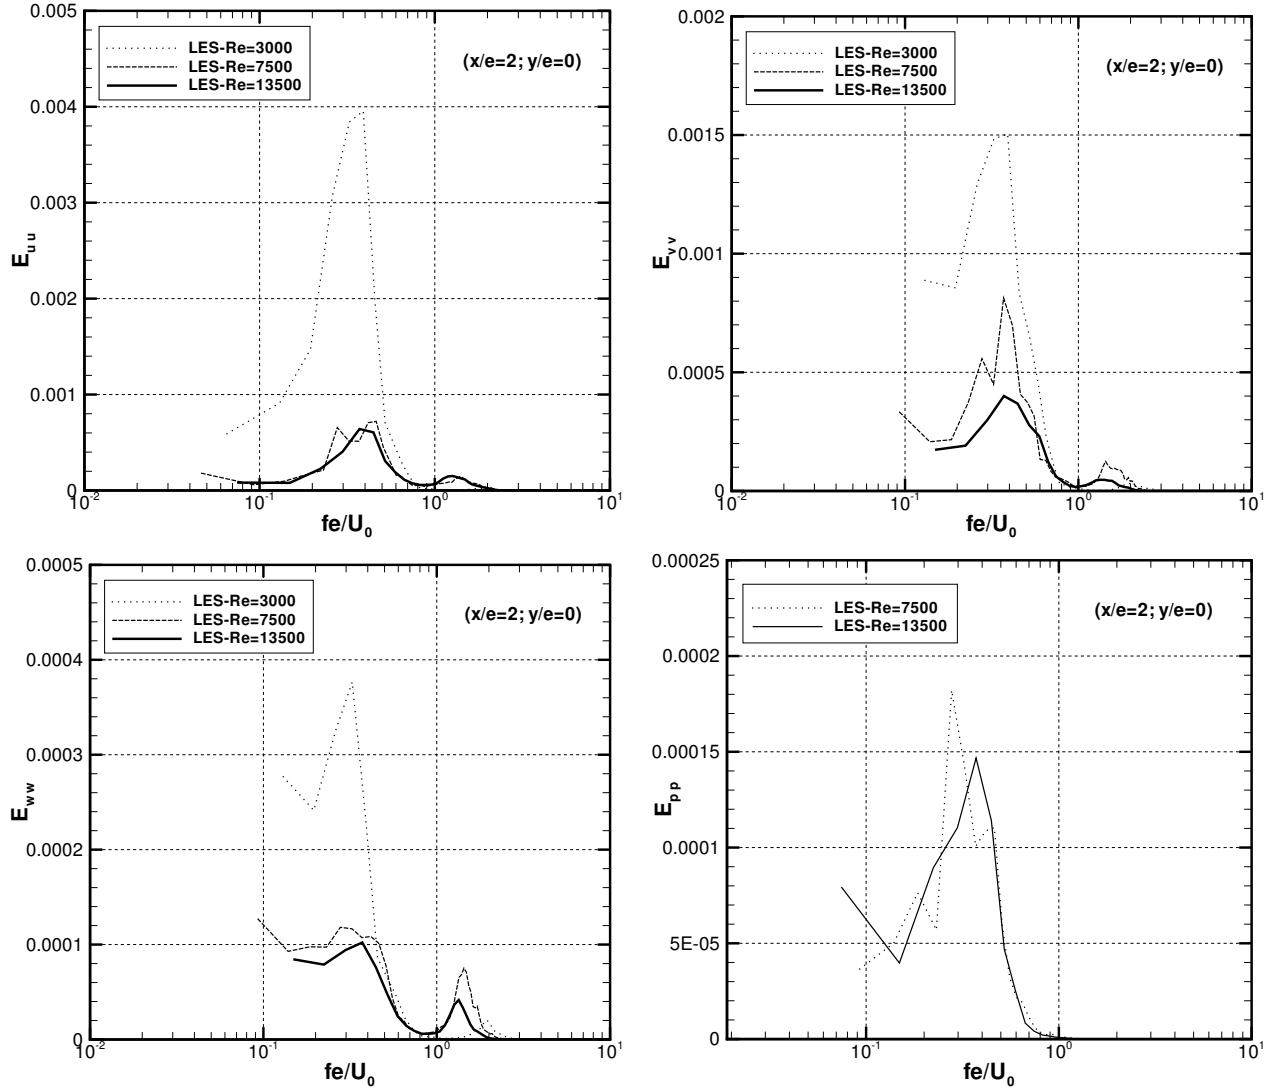 0.005
LES-Re=3000
LES-Re=7500
LES-Re=13500
(x/e=2; y/e=0)
0.004
0.003
E_uu
0.002
0.001
0
10^-2
10^-1
10^0
10^1
fe/U_0
0.002
LES-Re=3000
LES-Re=7500
LES-Re=13500
(x/e=2; y/e=0)
0.0015
0.001
E_vv
0.0005
0
10^-2
10^-1
10^0
10^1
fe/U_0
0.0005
LES-Re=3000
LES-Re=7500
LES-Re=13500
(x/e=2; y/e=0)
0.0004
0.0003
E_ww
0.0002
0.0001
0
10^-2
10^-1
10^0
10^1
fe/U_0
0.00025
LES-Re=7500
LES-Re=13500
(x/e=2; y/e=0)
0.0002
0.00015
E_pp
0.0001
5E-05
0
10^-1
10^0
10^1
fe/U_0